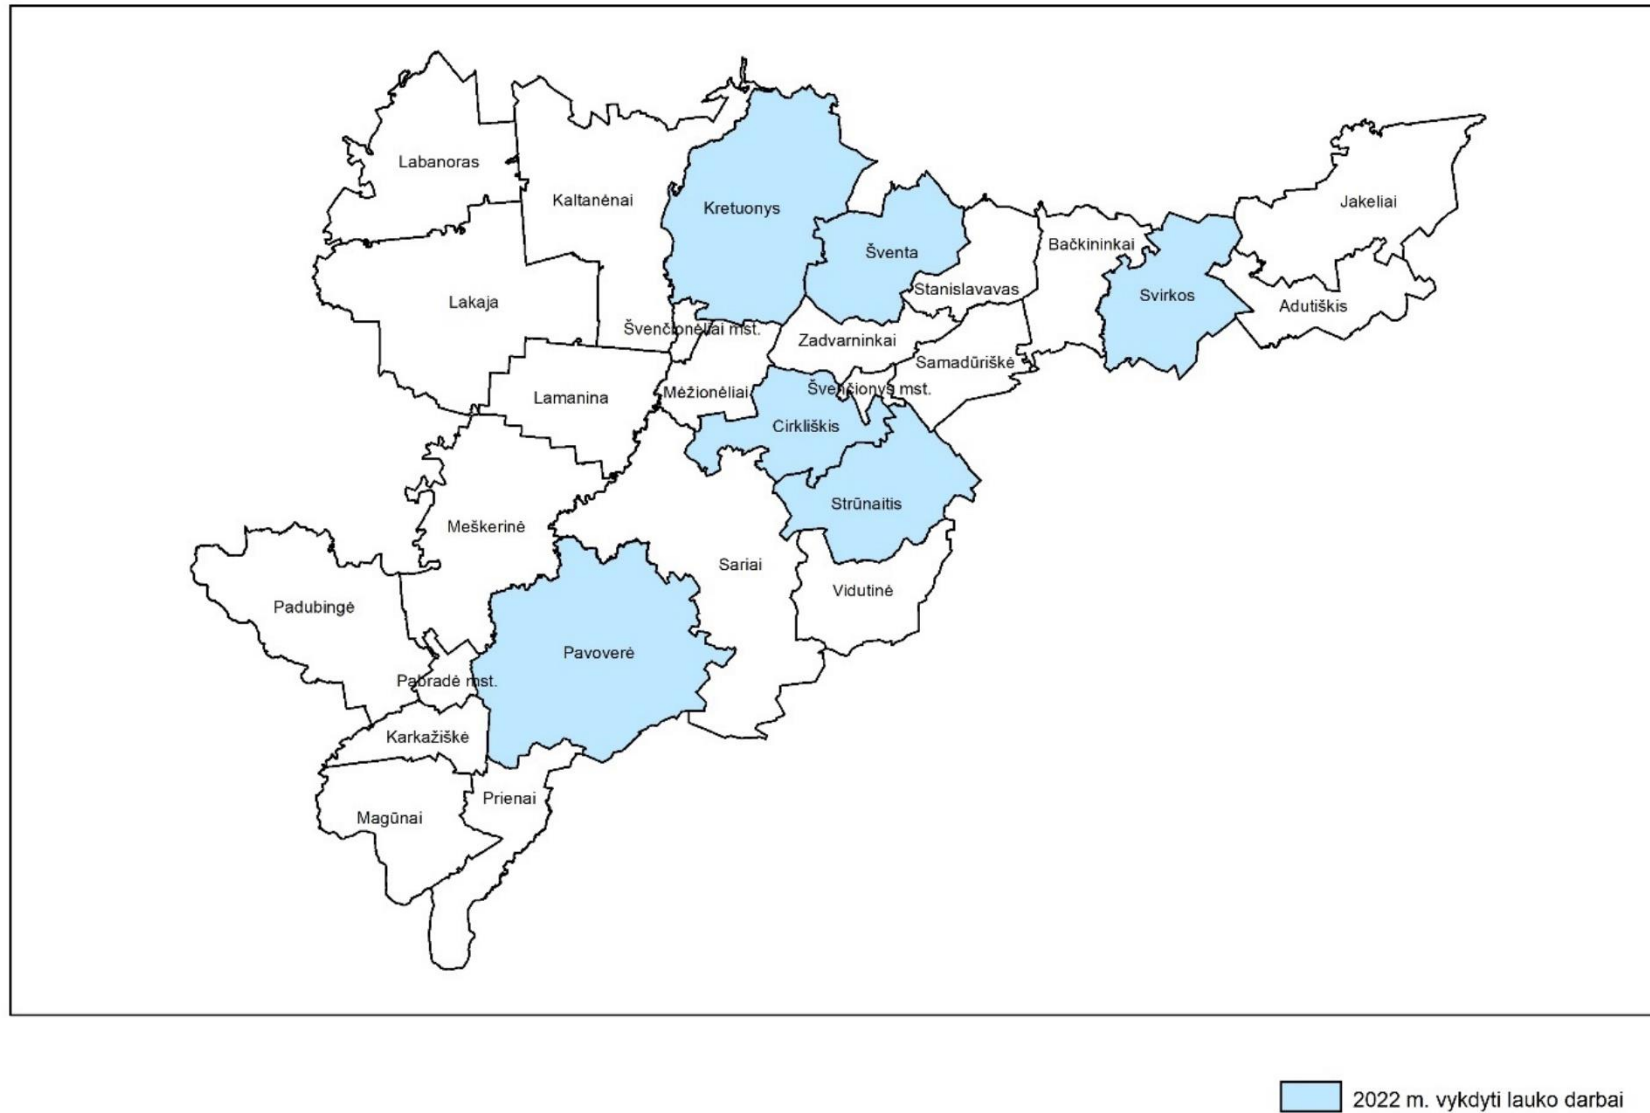 Labanoras
Kaltanėnai
Kretuonys
Jakeliai
Šventa
Bačkininkai
Stanislavavas
Svirkos
Lakaja
Adutiškis
Švenčionėliai mst.
Zadvarninkai
Samadūriškė
Mėžionėliai
Švenčionys mst.
Lamanina
Cirkliškis
Strūnaitis
Meškerinė
Sariai
Vidutinė
Padubingė
Pavoverė
Pabradė mst.
Karkažiškė
Prienai
Magūnai
2022 m. vykdyti lauko darbai